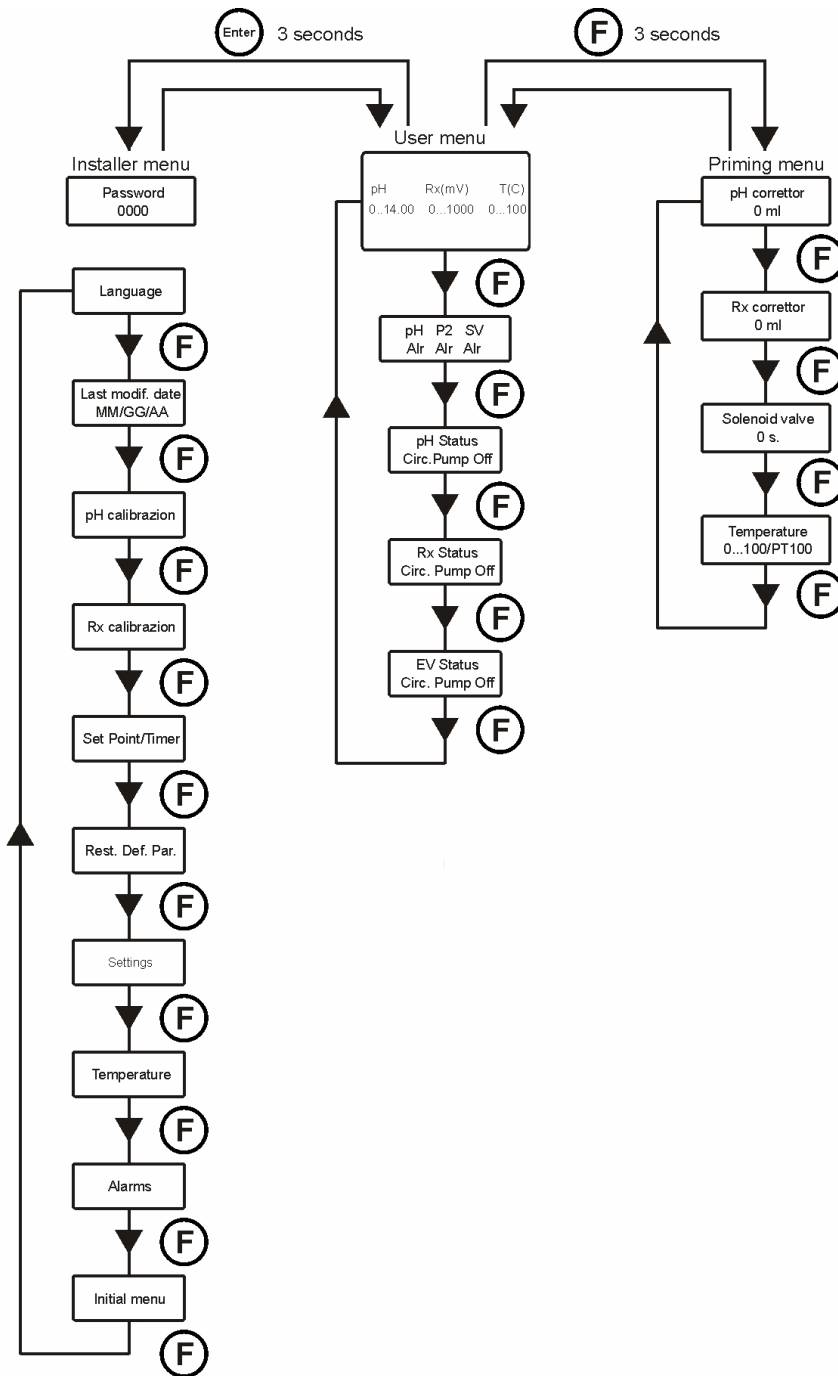 Enter 3 seconds
F 3 seconds
Installer menu
Password
0000
Language
F
Last modif. date
MM/GG/AA
F
pH calibrazion
F
Rx calibrazion
F
Set Point/Timer
F
Rest. Def. Par.
F
Settings
F
Temperature
F
Alarms
F
Initial menu
F
User menu
pH Rx(mV) T(C)
0..14.00 0...1000 0...100
F
pH P2 SV
Alr Alr Alr
F
pH Status
Circ.Pump Off
F
Rx Status
Circ. Pump Off
F
EV Status
Circ. Pump Off
F
Priming menu
pH correttor
0 ml
F
Rx correttor
0 ml
F
Solenoid valve
0 s.
F
Temperature
0...100/PT100
F